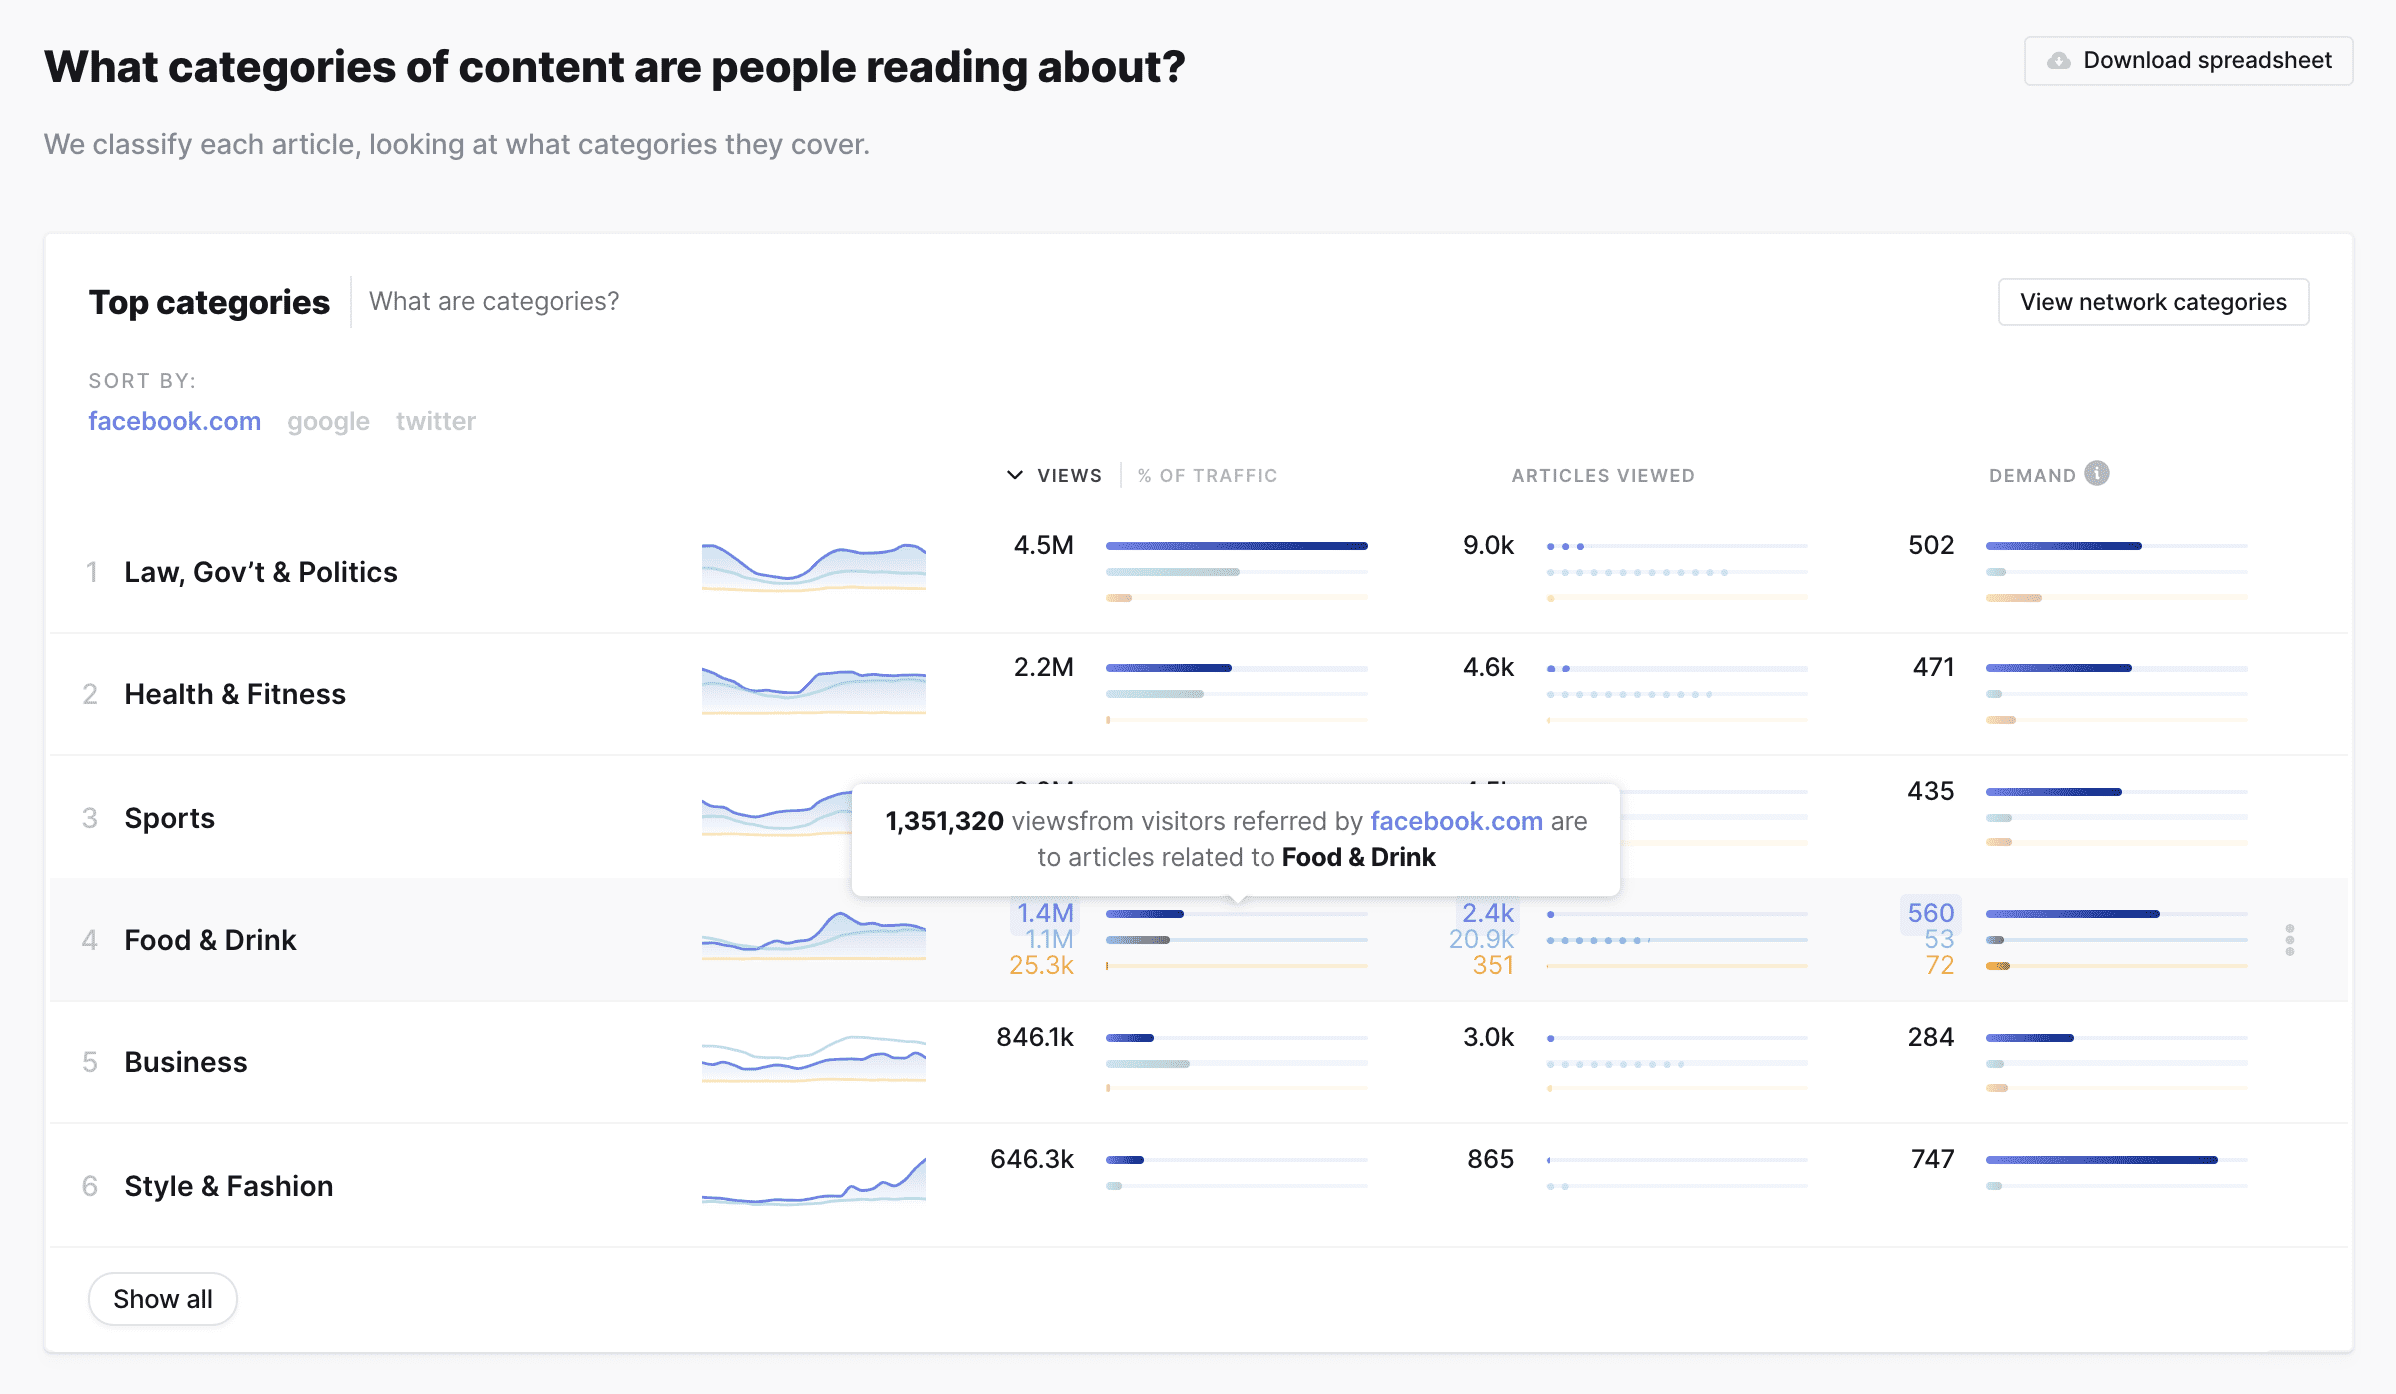 What categories of content are people reading about?
Download spreadsheet
We classify each article, looking at what categories they cover.
Top categories
What are categories?
View network categories
SORT BY:
facebook.com google twitter
VIEWS % OF TRAFFIC ARTICLES VIEWED DEMAND i
1 Law, Gov’t & Politics 4.5M 9.0k 502
2 Health & Fitness 2.2M 4.6k 471
3 Sports 435
1,351,320 viewsfrom visitors referred by facebook.com are
to articles related to Food & Drink
4 Food & Drink
1.4M 2.4k 560
1.1M 20.9k 53
25.3k 351 72
5 Business 846.1k 3.0k 284
6 Style & Fashion 646.3k 865 747
Show all